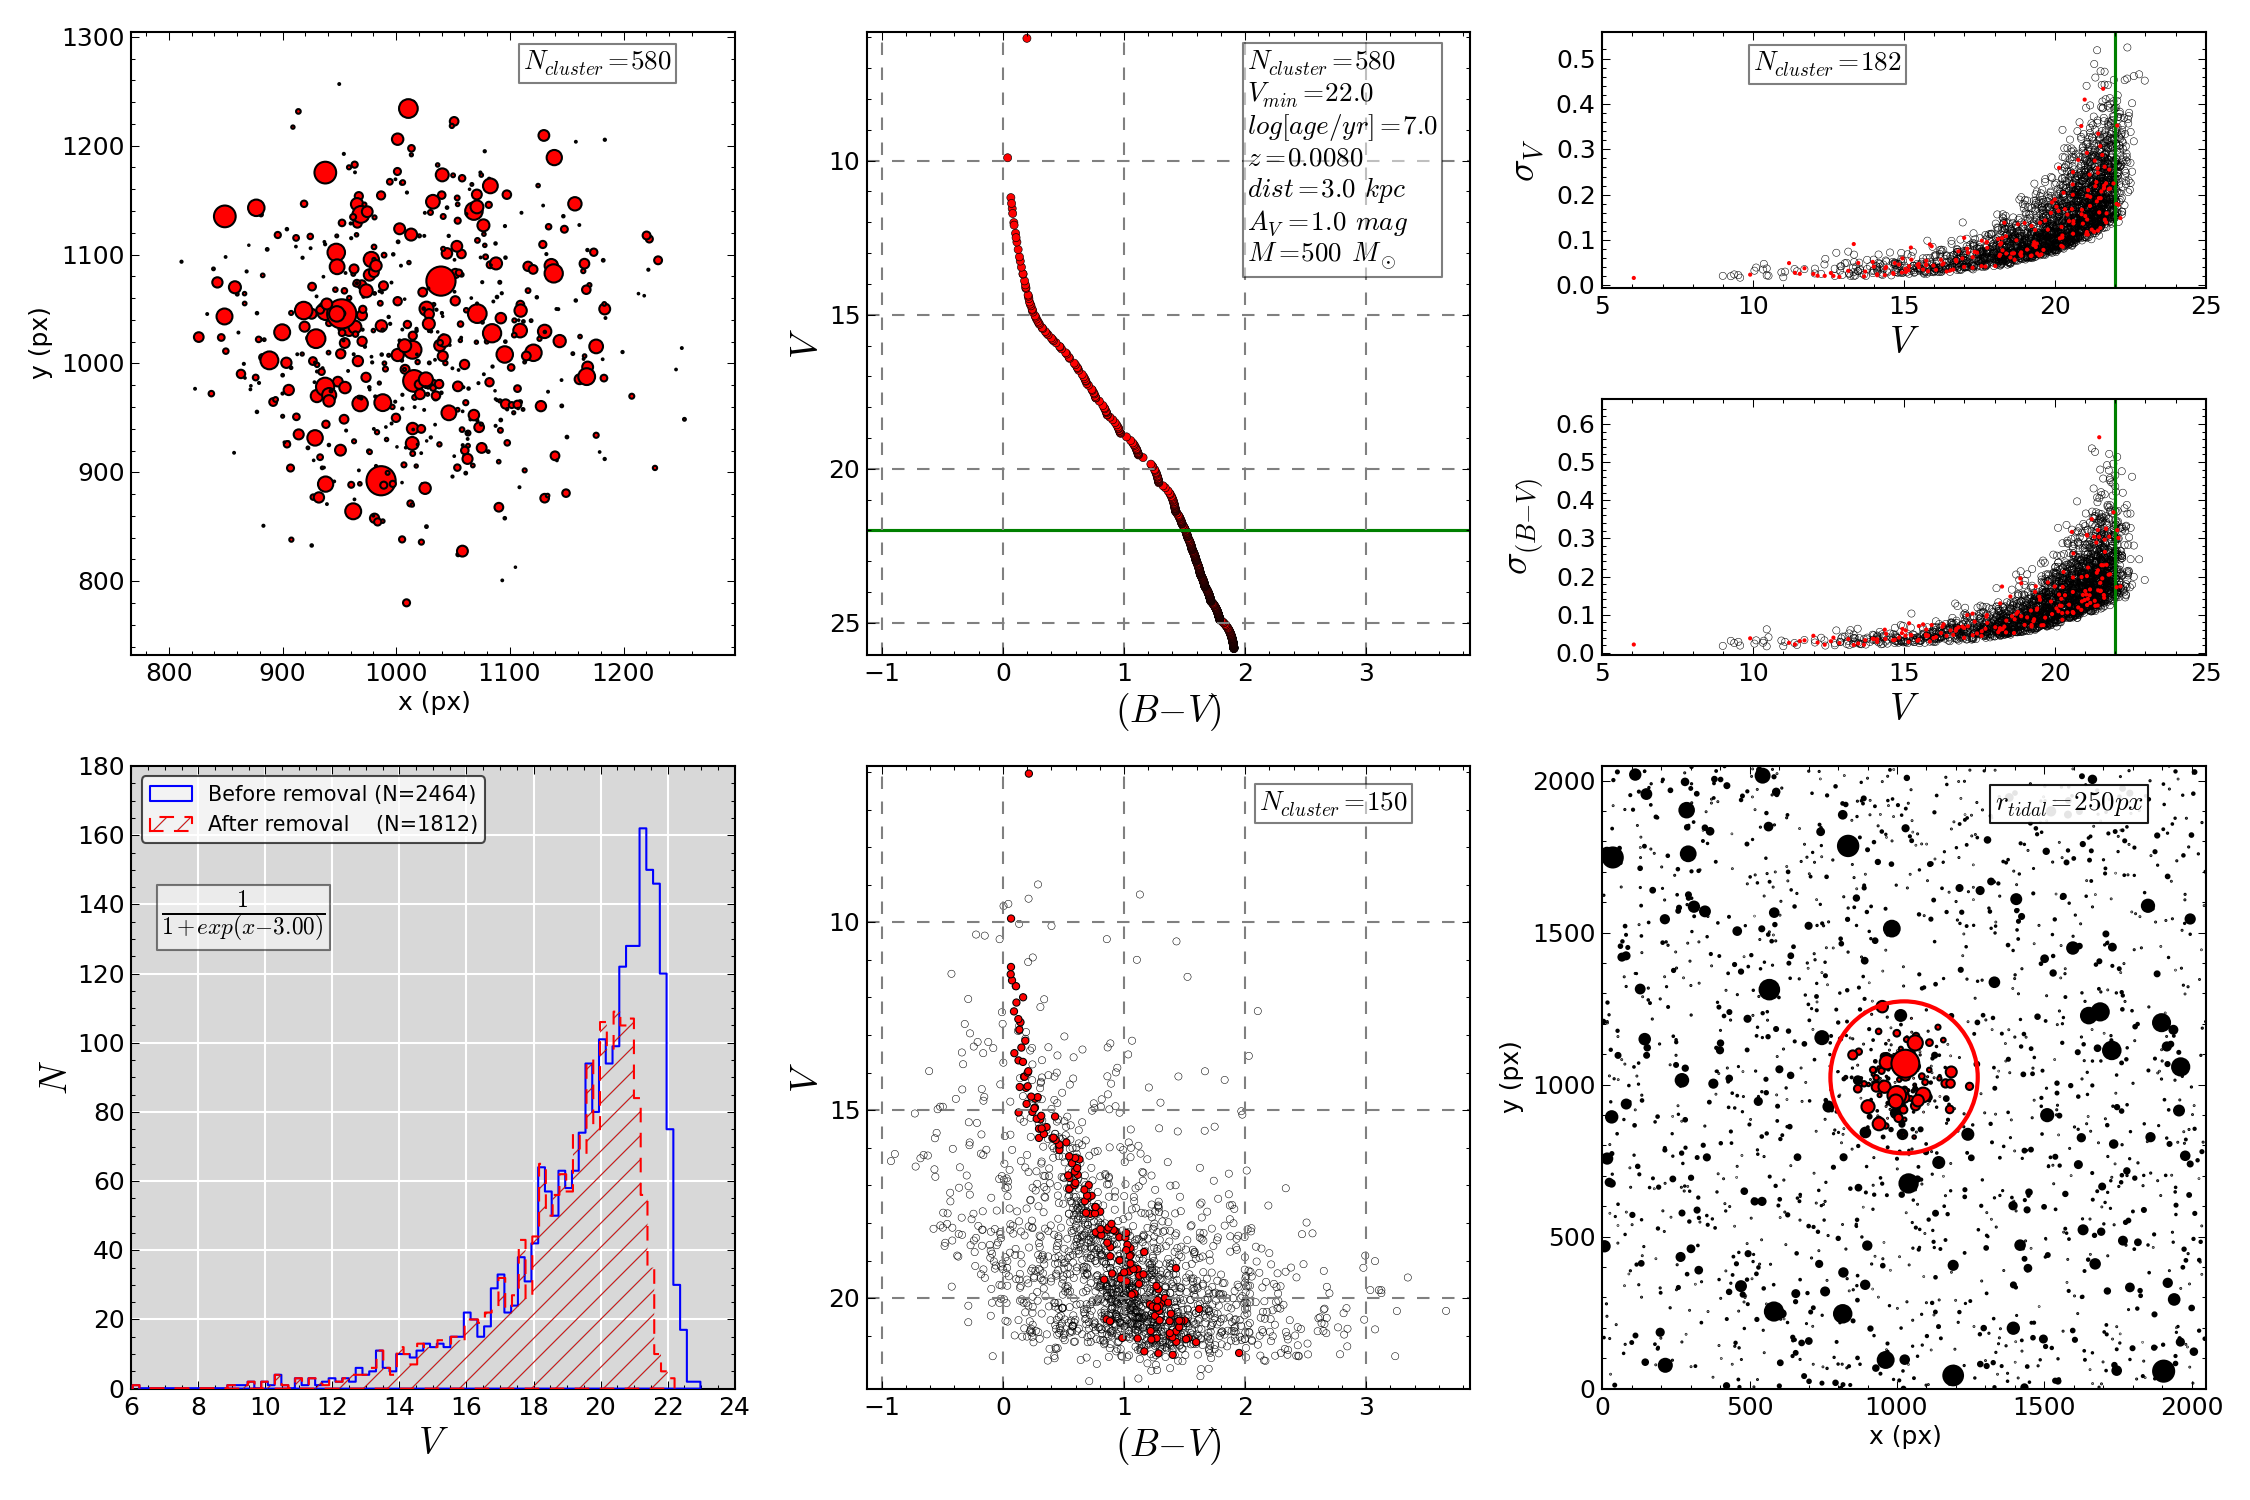 1300
1200
1100
1000
900
800
y (px)
800 900 1000 1100 1200
x (px)
N_cluster=580
10
15
20
25
V
−1 0 1 2 3
(B−V)
N_cluster=580
V_min=22.0
log[age/yr]=7.0
z=0.0080
dist=3.0 kpc
A_V=1.0 mag
M=500 M_⊙
0.5
0.4
0.3
0.2
0.1
0.0
σ_V
5 10 15 20 25
V
N_cluster=182
0.6
0.5
0.4
0.3
0.2
0.1
0.0
σ_(B−V)
5 10 15 20 25
V
180
160
140
120
100
80
60
40
20
0
N
6 8 10 12 14 16 18 20 22 24
V
Before removal (N=2464)
After removal (N=1812)
1
1+exp(x−3.00)
10
15
20
V
−1 0 1 2 3
(B−V)
N_cluster=150
2000
1500
1000
500
0
y (px)
0 500 1000 1500 2000
x (px)
r_tidal=250px